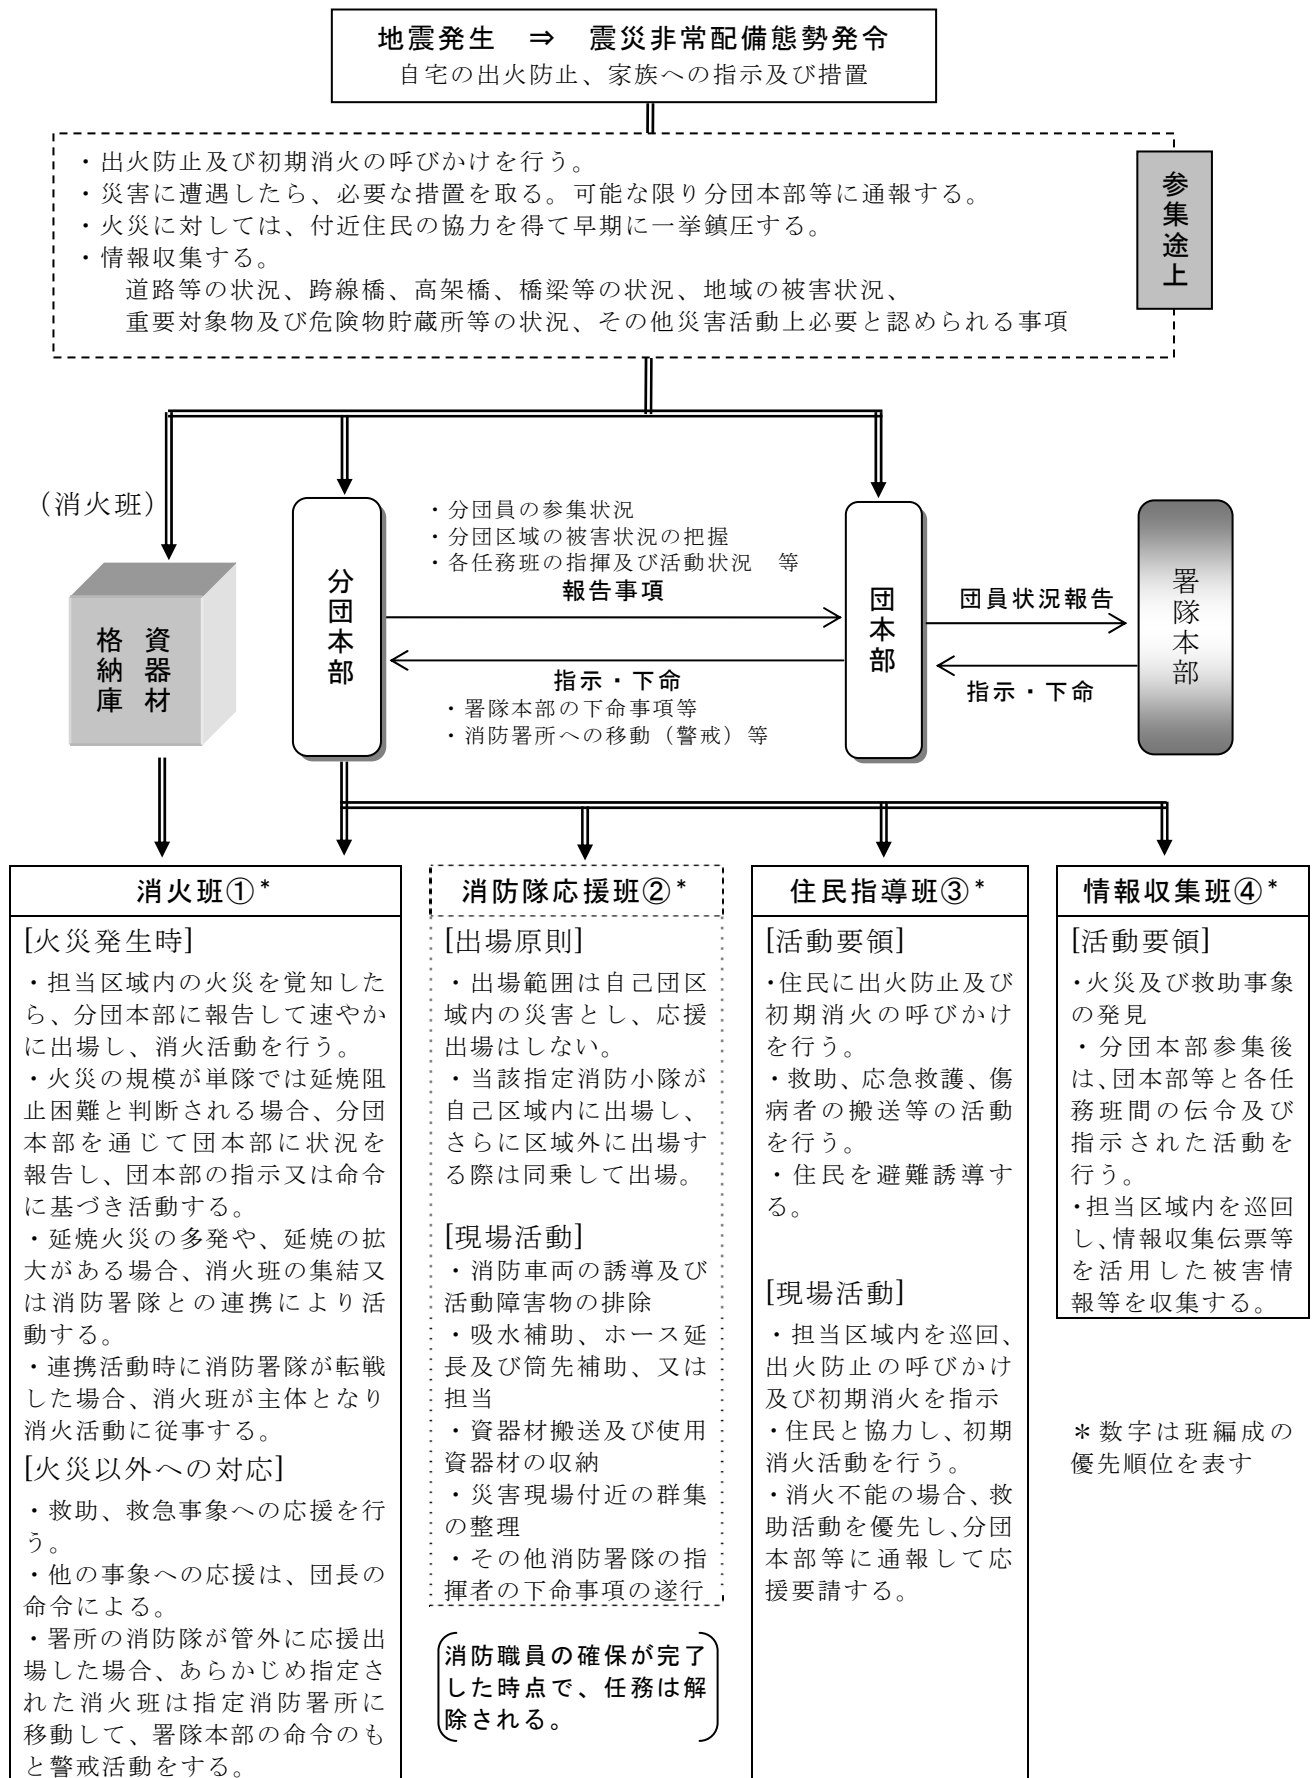 地震発生　⇒　震災非常配備態勢発令
自宅の出火防止、家族への指示及び措置
・出火防止及び初期消火の呼びかけを行う。
・災害に遭遇したら、必要な措置を取る。可能な限り分団本部等に通報する。
・火災に対しては、付近住民の協力を得て早期に一挙鎮圧する。
・情報収集する。
道路等の状況、跨線橋、高架橋、橋梁等の状況、地域の被害状況、
重要対象物及び危険物貯蔵所等の状況、その他災害活動上必要と認められる事項
参集途上
（消火班）
資器材
格納庫
分団本部
・分団員の参集状況
・分団区域の被害状況の把握
・各任務班の指揮及び活動状況　等
報告事項
指示・下命
・署隊本部の下命事項等
・消防署所への移動（警戒）等
団本部
団員状況報告
指示・下命
署隊本部
消火班①*
[火災発生時]
・担当区域内の火災を覚知した
ら、分団本部に報告して速やか
に出場し、消火活動を行う。
・火災の規模が単隊では延焼阻
止困難と判断される場合、分団
本部を通じて団本部に状況を
報告し、団本部の指示又は命令
に基づき活動する。
・延焼火災の多発や、延焼の拡
大がある場合、消火班の集結又
は消防署隊との連携により活
動する。
・連携活動時に消防署隊が転戦
した場合、消火班が主体となり
消火活動に従事する。
[火災以外への対応]
・救助、救急事象への応援を行
う。
・他の事象への応援は、団長の
命令による。
・署所の消防隊が管外に応援出
場した場合、あらかじめ指定さ
れた消火班は指定消防署所に
移動して、署隊本部の命令のも
と警戒活動をする。
消防隊応援班②*
[出場原則]
・出場範囲は自己団区
域内の災害とし、応援
出場はしない。
・当該指定消防小隊が
自己区域内に出場し、
さらに区域外に出場す
る際は同乗して出場。
[現場活動]
・消防車両の誘導及び
活動障害物の排除
・吸水補助、ホース延
長及び筒先補助、又は
担当
・資器材搬送及び使用
資器材の収納
・災害現場付近の群集
の整理
・その他消防署隊の指
揮者の下命事項の遂行
消防職員の確保が完了
した時点で、任務は解
除される。
住民指導班③*
[活動要領]
・住民に出火防止及び
初期消火の呼びかけ
を行う。
・救助、応急救護、傷
病者の搬送等の活動
を行う。
・住民を避難誘導す
る。
[現場活動]
・担当区域内を巡回、
出火防止の呼びかけ
及び初期消火を指示
・住民と協力し、初期
消火活動を行う。
・消火不能の場合、救
助活動を優先し、分団
本部等に通報して応
援要請する。
情報収集班④*
[活動要領]
・火災及び救助事象
の発見
・分団本部参集後
は、団本部等と各任
務班間の伝令及び
指示された活動を
行う。
・担当区域内を巡回
し、情報収集伝票等
を活用した被害情
報等を収集する。
＊数字は班編成の
優先順位を表す